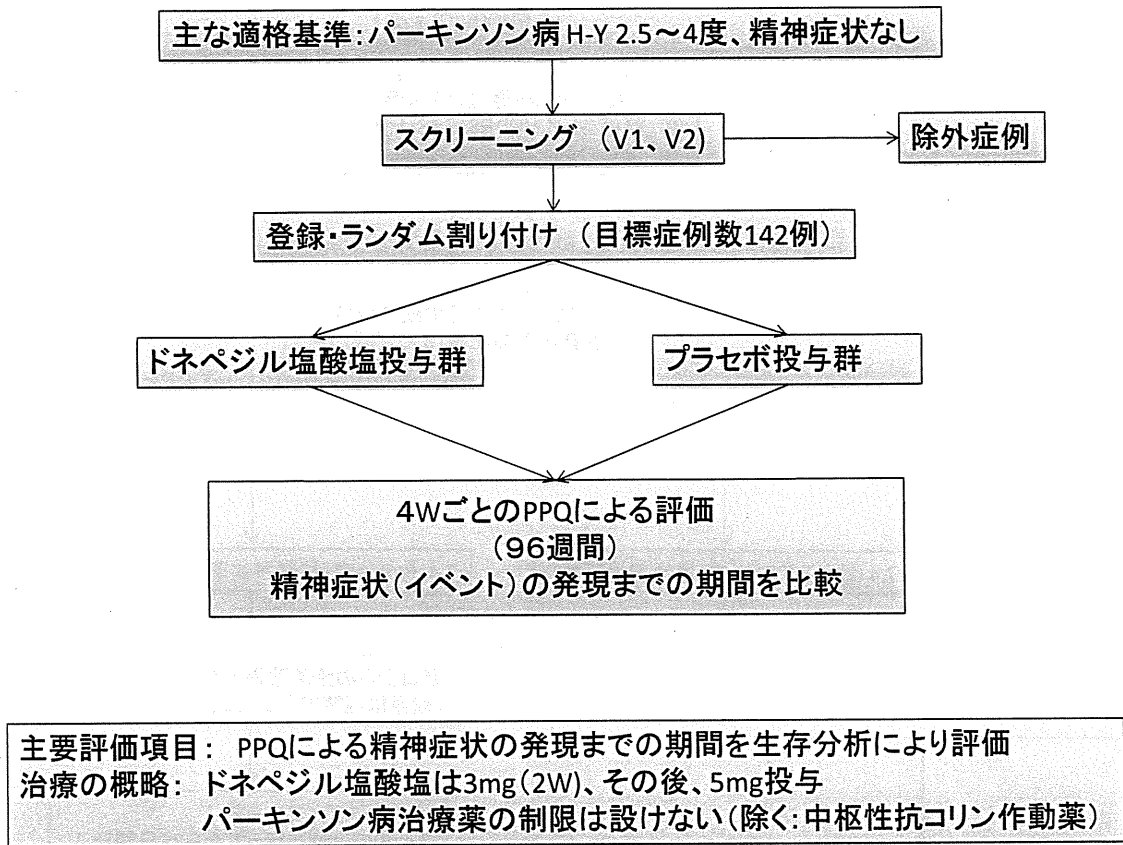 主な適格基準：パーキンソン病 H-Y 2.5～4度、精神症状なし
スクリーニング （V1、V2)
除外症例
登録・ランダム割り付け （目標症例数142例）
ドネペジル塩酸塩投与群
プラセボ投与群
4WごとのPPQによる評価
（96週間）
精神症状（イベント）の発現までの期間を比較
主要評価項目： PPQによる精神症状の発現までの期間を生存分析により評価
治療の概略： ドネペジル塩酸塩は3mg（2W）、その後、5mg投与
パーキンソン病治療薬の制限は設けない（除く：中枢性抗コリン作動薬）